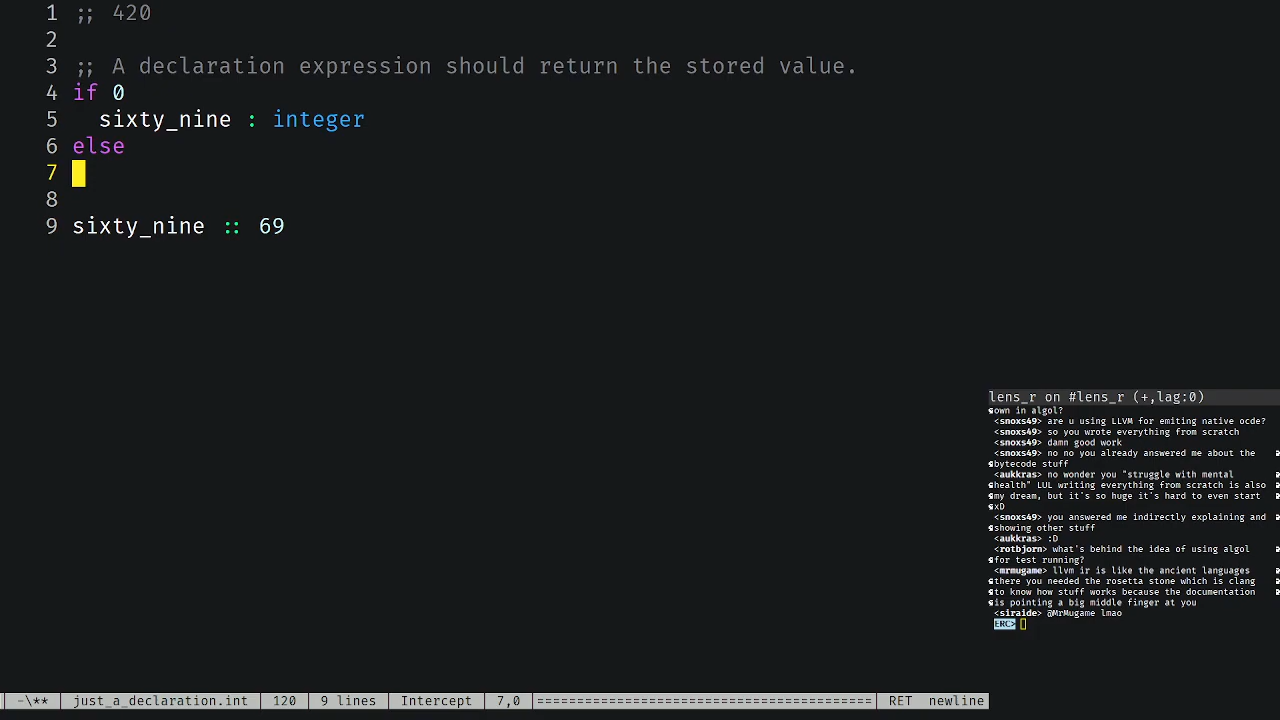 1 ;; 420
2
3 ;; A declaration expression should return the stored value.
4 if 0
5   sixty_nine : integer
6 else
7
8
9 sixty_nine :: 69
lens_r on #lens_r (+,lag:0)
own in algol?
<snoxs49> are u using LLVM for emiting native ocde?
<snoxs49> so you wrote everything from scratch
<snoxs49> damn good work
<snoxs49> no no you already answered me about the
bytecode stuff
<aukkras> no wonder you "struggle with mental
health" LUL writing everything from scratch is also
my dream, but it's so huge it's hard to even start
xD
<snoxs49> you answered me indirectly explaining and
showing other stuff
<aukkras> :D
<rotbjorn> what's behind the idea of using algol
for test running?
<mrmugame> llvm ir is like the ancient languages
there you needed the rosetta stone which is clang
to know how stuff works because the documentation
is pointing a big middle finger at you
<siraide> @MrMugame lmao
ERC>
-\** just_a_declaration.int 120 9 lines Intercept 7,0 ====================================== RET newline